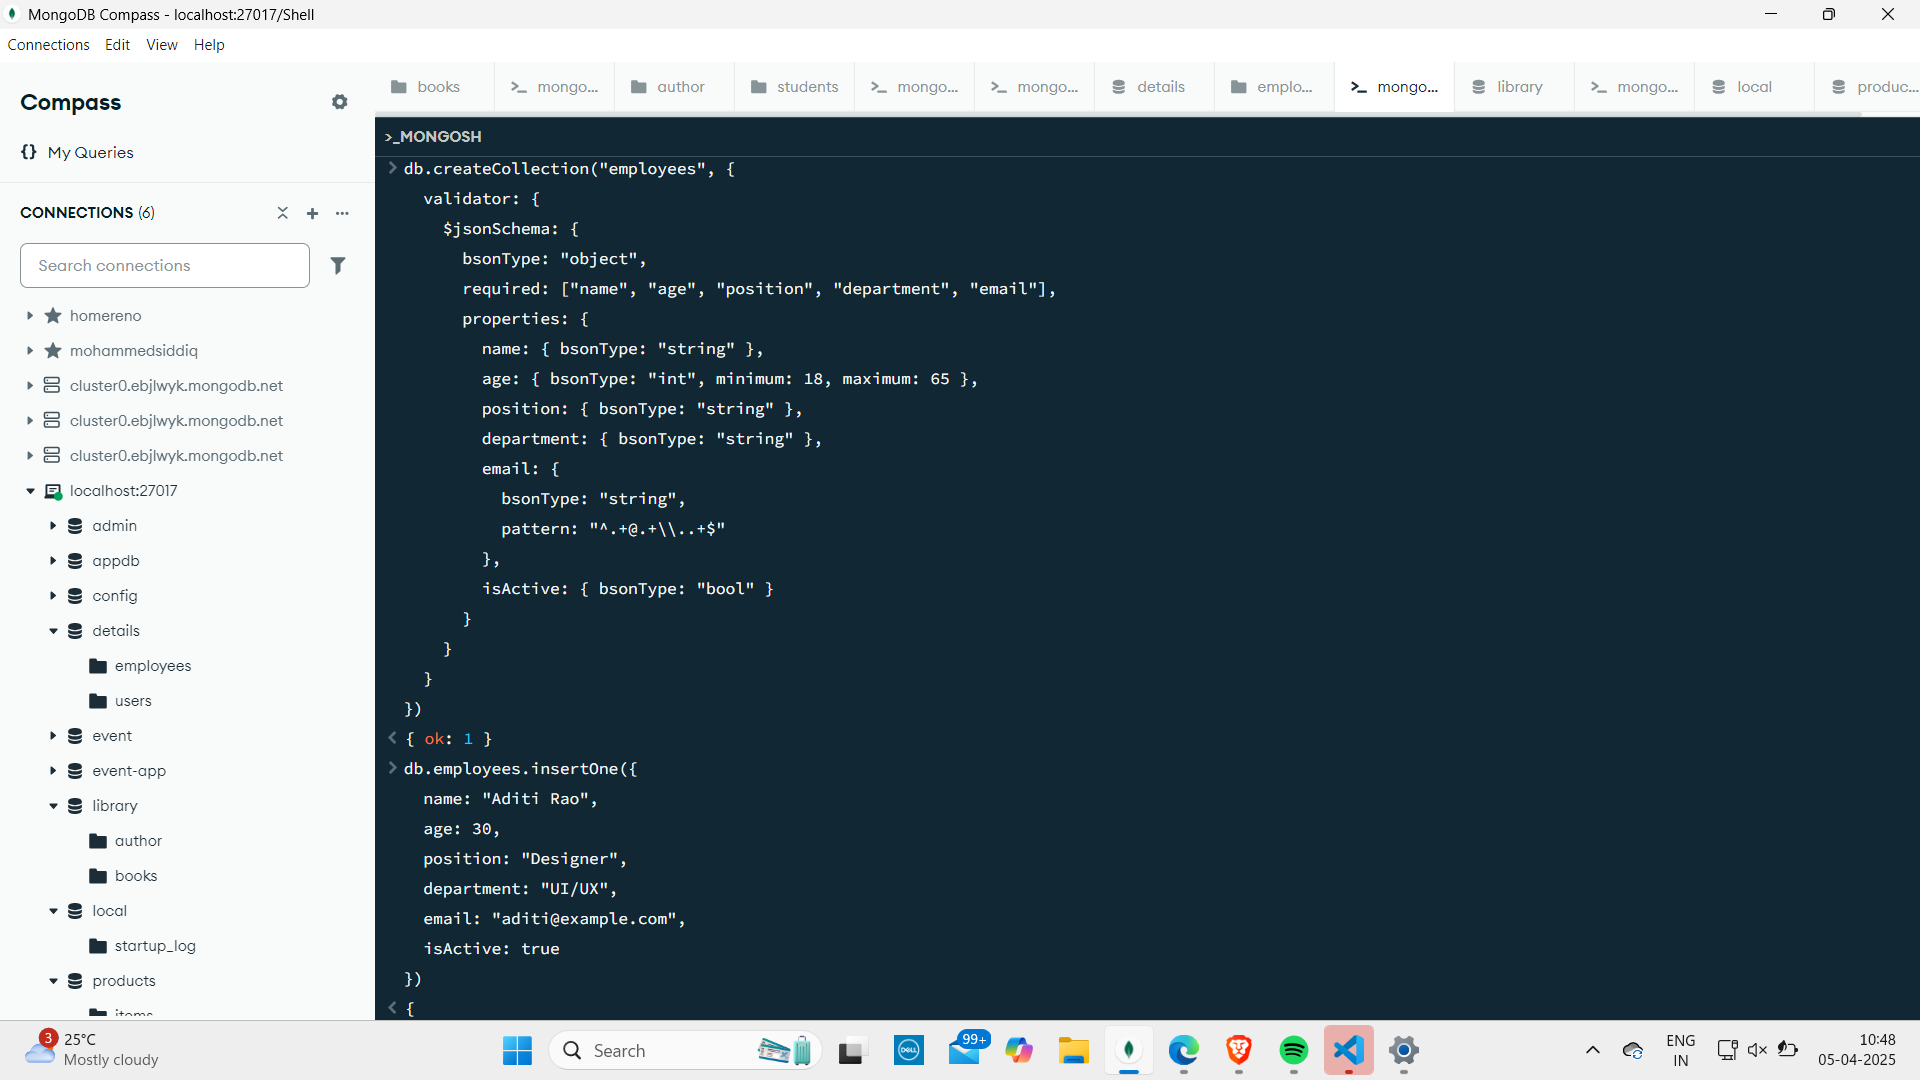 MongoDB Compass - localhost:27017/Shell
Connections Edit View Help
Compass
{} My Queries
CONNECTIONS (6)
Search connections
homereno
mohammedsiddiq
cluster0.ebjlwyk.mongodb.net
cluster0.ebjlwyk.mongodb.net
cluster0.ebjlwyk.mongodb.net
localhost:27017
admin
appdb
config
details
employees
users
event
event-app
library
author
books
local
startup_log
products
items
books >_ mongo... author students >_ mongo... >_ mongo... details emplo... >_ mongo... library >_ mongo... local produc...
>_MONGOSH
> db.createCollection("employees", {
validator: {
$jsonSchema: {
bsonType: "object",
required: ["name", "age", "position", "department", "email"],
properties: {
name: { bsonType: "string" },
age: { bsonType: "int", minimum: 18, maximum: 65 },
position: { bsonType: "string" },
department: { bsonType: "string" },
email: {
bsonType: "string",
pattern: "^.+@.+\\..+$"
},
isActive: { bsonType: "bool" }
}
}
}
})
< { ok: 1 }
> db.employees.insertOne({
name: "Aditi Rao",
age: 30,
position: "Designer",
department: "UI/UX",
email: "aditi@example.com",
isActive: true
})
< {
3
25°C
Mostly cloudy
Search
DELL
99+
ENG
IN
10:48
05-04-2025